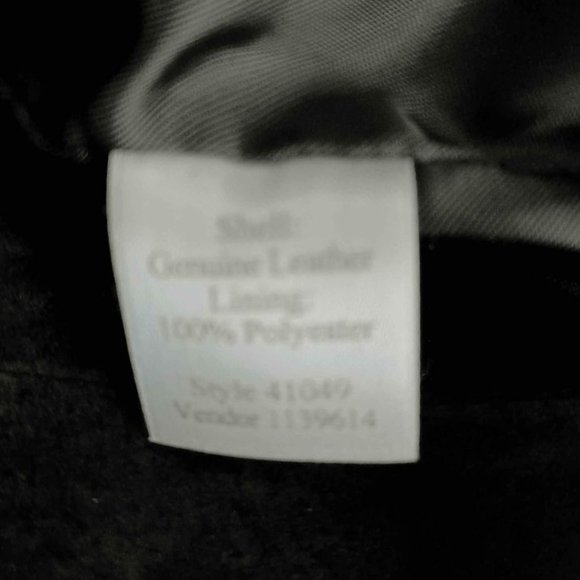 Shell:
Genuine Leather
Lining:
100% Polyester
Style 41049
Vendor 1139614